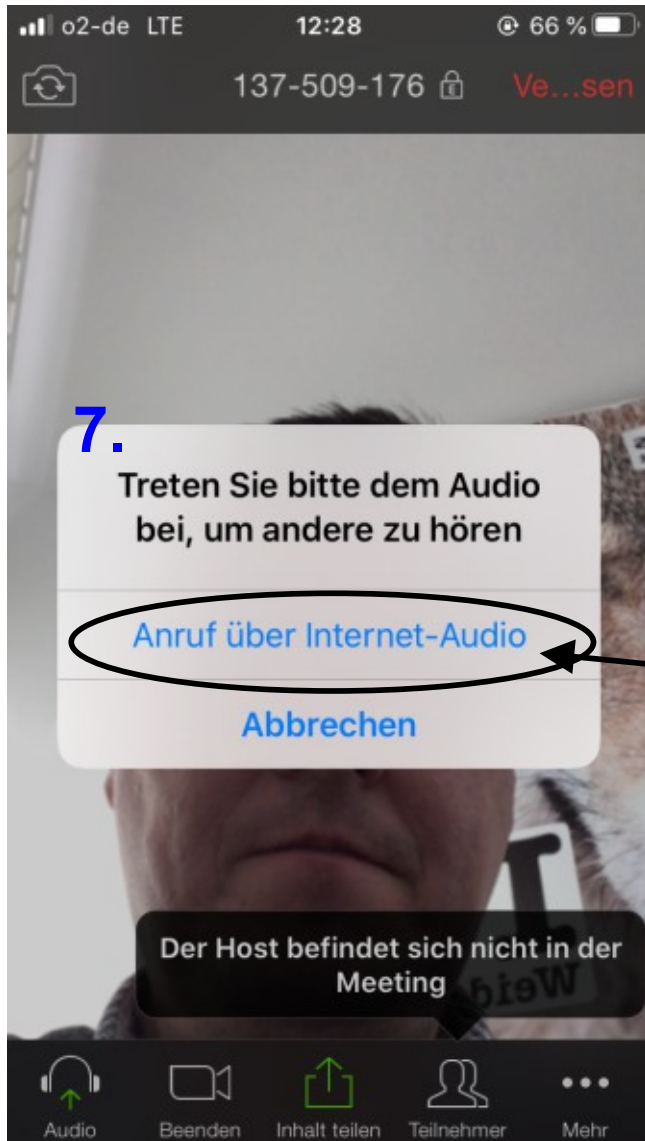 o2-de LTE 12:28 66 %
137-509-176 Ve...sen
7.
Treten Sie bitte dem Audio
bei, um andere zu hören
Anruf über Internet-Audio
Abbrechen
Der Host befindet sich nicht in der
Meeting
Audio Beenden Inhalt teilen Teilnehmer Mehr